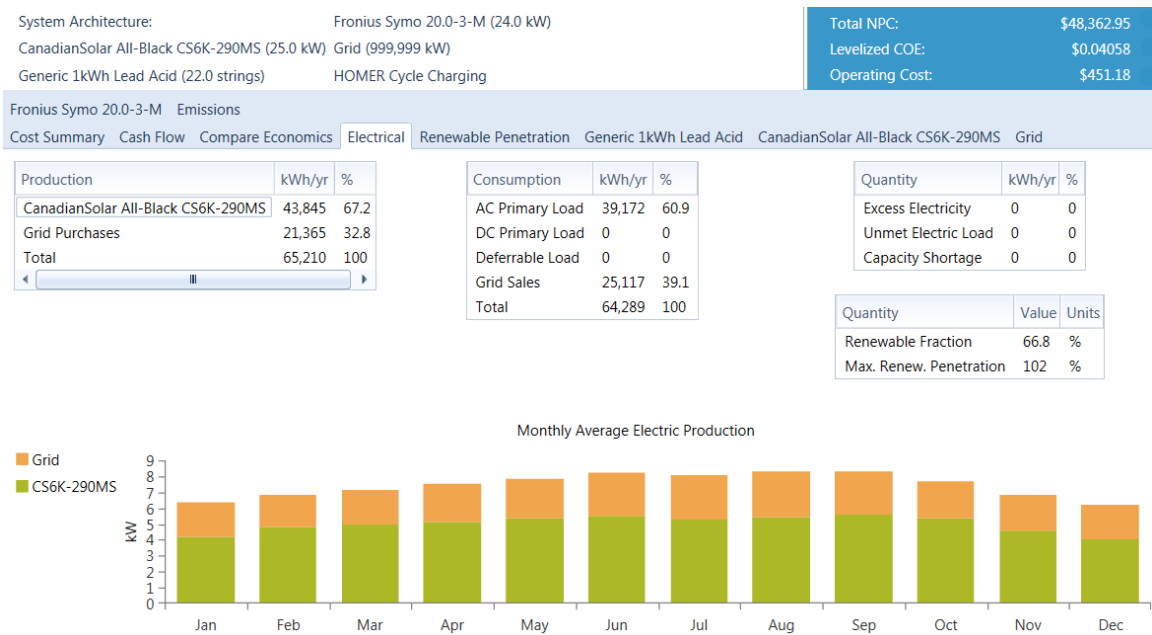 System Architecture: Fronius Symo 20.0-3-M (24.0 kW)
CanadianSolar All-Black CS6K-290MS (25.0 kW) Grid (999,999 kW)
Generic 1kWh Lead Acid (22.0 strings) HOMER Cycle Charging
Total NPC: $48,362.95
Levelized COE: $0.04058
Operating Cost: $451.18
Fronius Symo 20.0-3-M Emissions
Cost Summary Cash Flow Compare Economics Electrical Renewable Penetration Generic 1kWh Lead Acid CanadianSolar All-Black CS6K-290MS Grid
Production kWh/yr %
CanadianSolar All-Black CS6K-290MS 43,845 67.2
Grid Purchases 21,365 32.8
Total 65,210 100
Consumption kWh/yr %
AC Primary Load 39,172 60.9
DC Primary Load 0 0
Deferrable Load 0 0
Grid Sales 25,117 39.1
Total 64,289 100
Quantity kWh/yr %
Excess Electricity 0 0
Unmet Electric Load 0 0
Capacity Shortage 0 0
Quantity Value Units
Renewable Fraction 66.8 %
Max. Renew. Penetration 102 %
Monthly Average Electric Production
Grid
CS6K-290MS
kW
9
8
7
6
5
4
3
2
1
0
Jan Feb Mar Apr May Jun Jul Aug Sep Oct Nov Dec